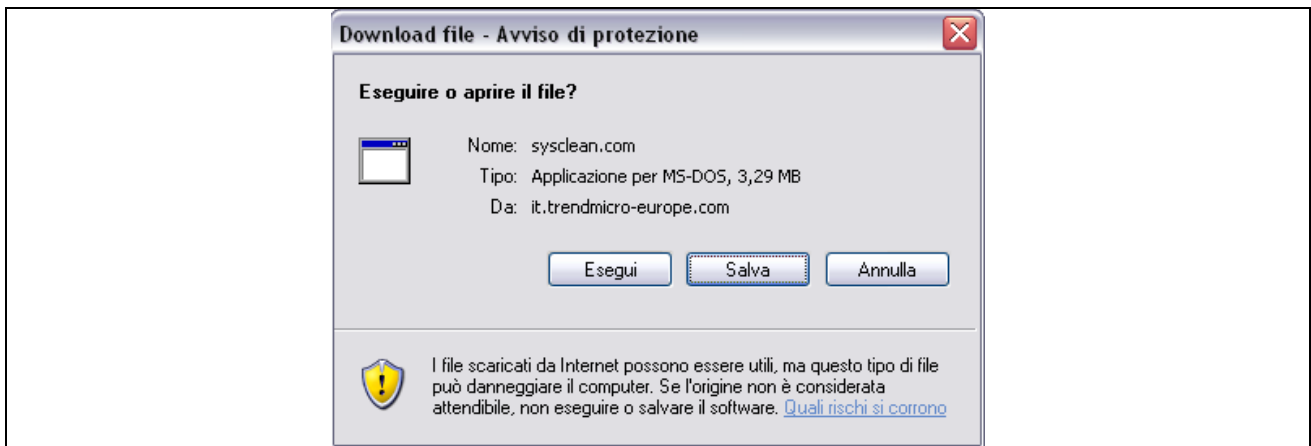 Download file - Avviso di protezione
Eseguire o aprire il file?
Nome: sysclean.com
Tipo: Applicazione per MS-DOS, 3,29 MB
Da: it.trendmicro-europe.com
Esegui Salva Annulla
I file scaricati da Internet possono essere utili, ma questo tipo di file
può danneggiare il computer. Se l'origine non è considerata
attendibile, non eseguire o salvare il software. Quali rischi si corrono